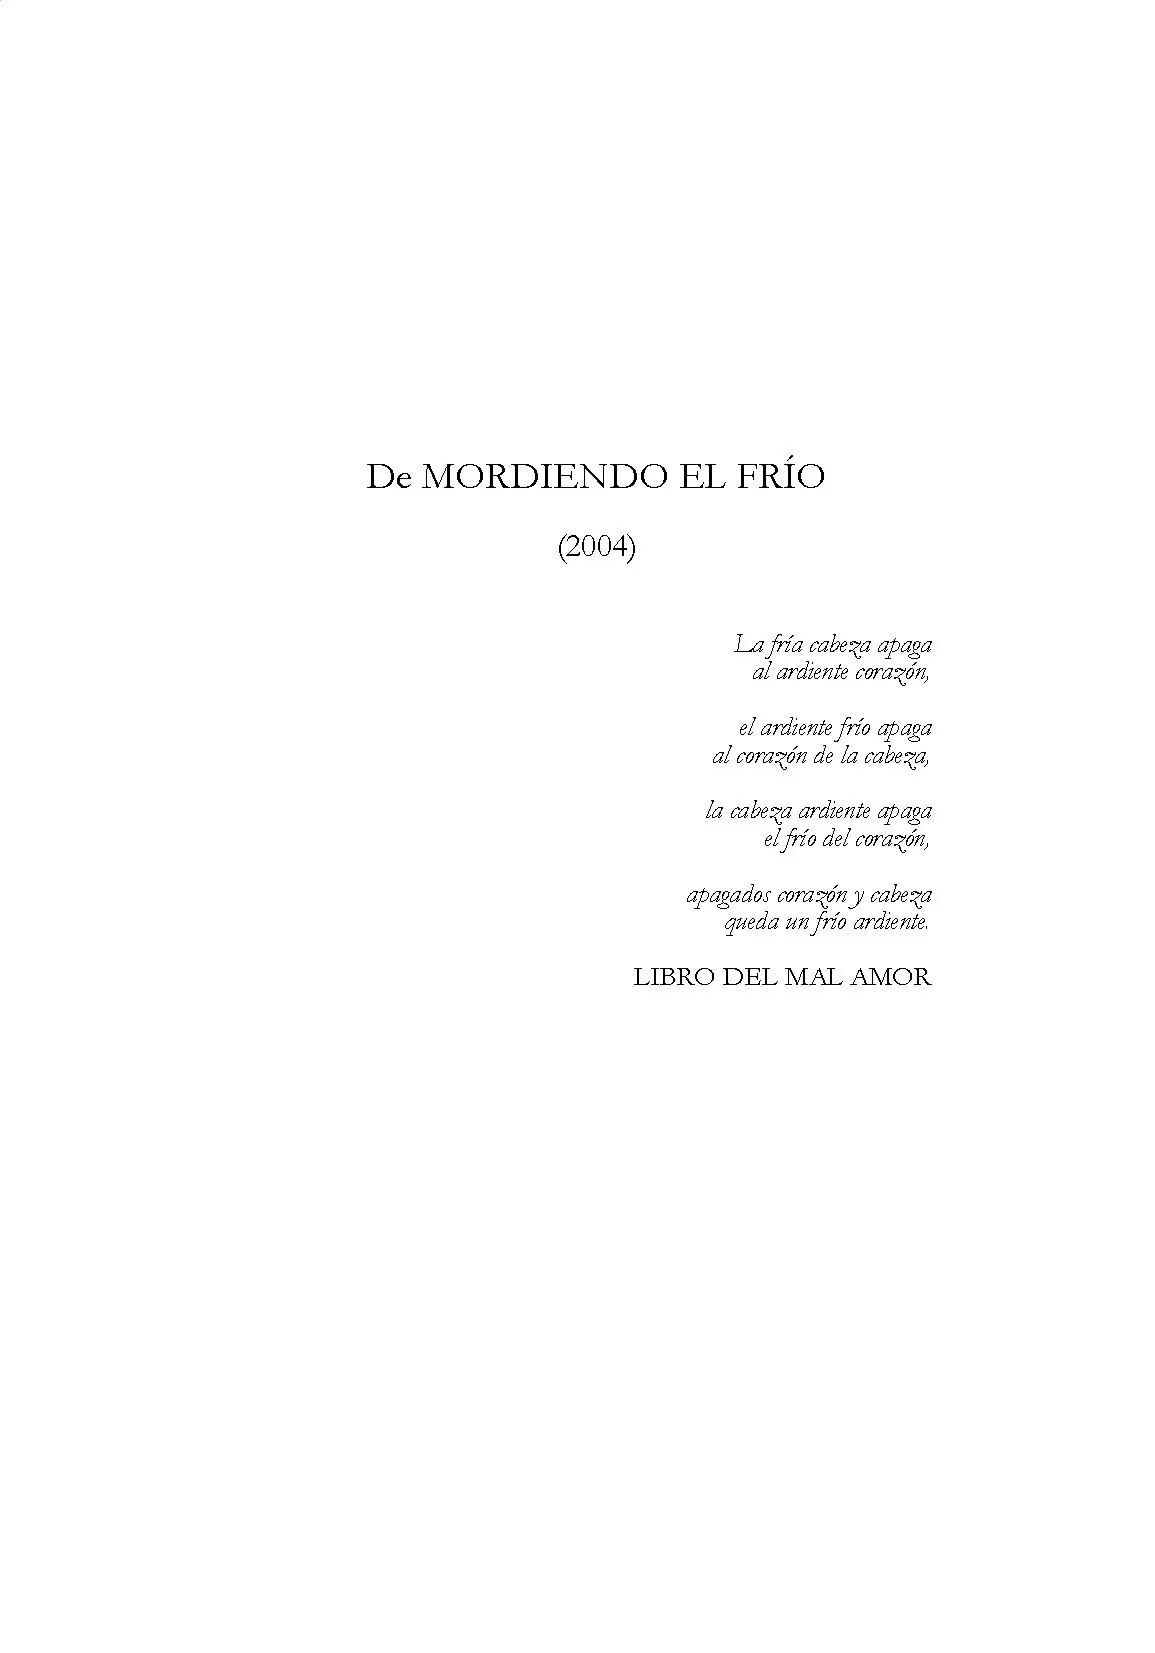 De MORDIENDO EL FRÍO
(2004)
La fría cabeza apaga
al ardiente corazón,
el ardiente frío apaga
al corazón de la cabeza,
la cabeza ardiente apaga
el frío del corazón,
apagados corazón y cabeza
queda un frío ardiente.
LIBRO DEL MAL AMOR